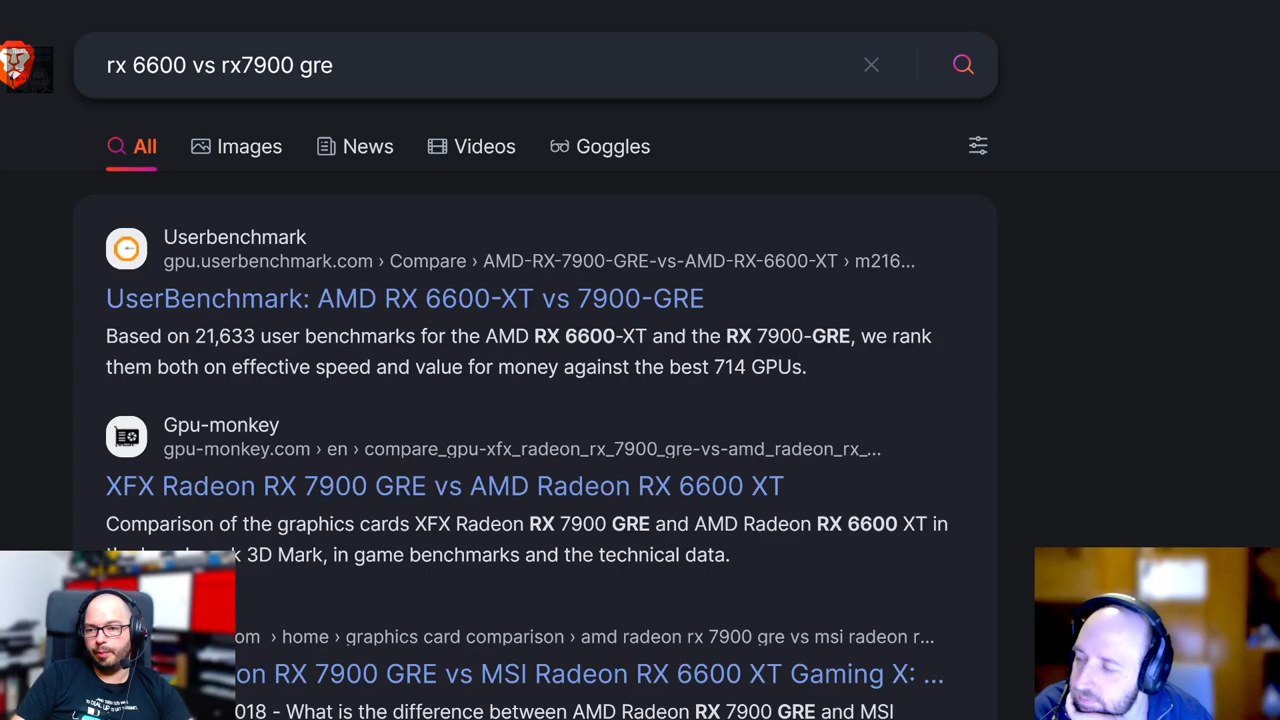 rx 6600 vs rx7900 gre
All Images News Videos Goggles
Userbenchmark
gpu.userbenchmark.com › Compare › AMD-RX-7900-GRE-vs-AMD-RX-6600-XT › m216...
UserBenchmark: AMD RX 6600-XT vs 7900-GRE
Based on 21,633 user benchmarks for the AMD RX 6600-XT and the RX 7900-GRE, we rank
them both on effective speed and value for money against the best 714 GPUs.
Gpu-monkey
gpu-monkey.com › en › compare_gpu-xfx_radeon_rx_7900_gre-vs-amd_radeon_rx_...
XFX Radeon RX 7900 GRE vs AMD Radeon RX 6600 XT
Comparison of the graphics cards XFX Radeon RX 7900 GRE and AMD Radeon RX 6600 XT in
3D Mark, in game benchmarks and the technical data.
om › home › graphics card comparison › amd radeon rx 7900 gre vs msi radeon r...
on RX 7900 GRE vs MSI Radeon RX 6600 XT Gaming X: ...
018 - What is the difference between AMD Radeon RX 7900 GRE and MSI